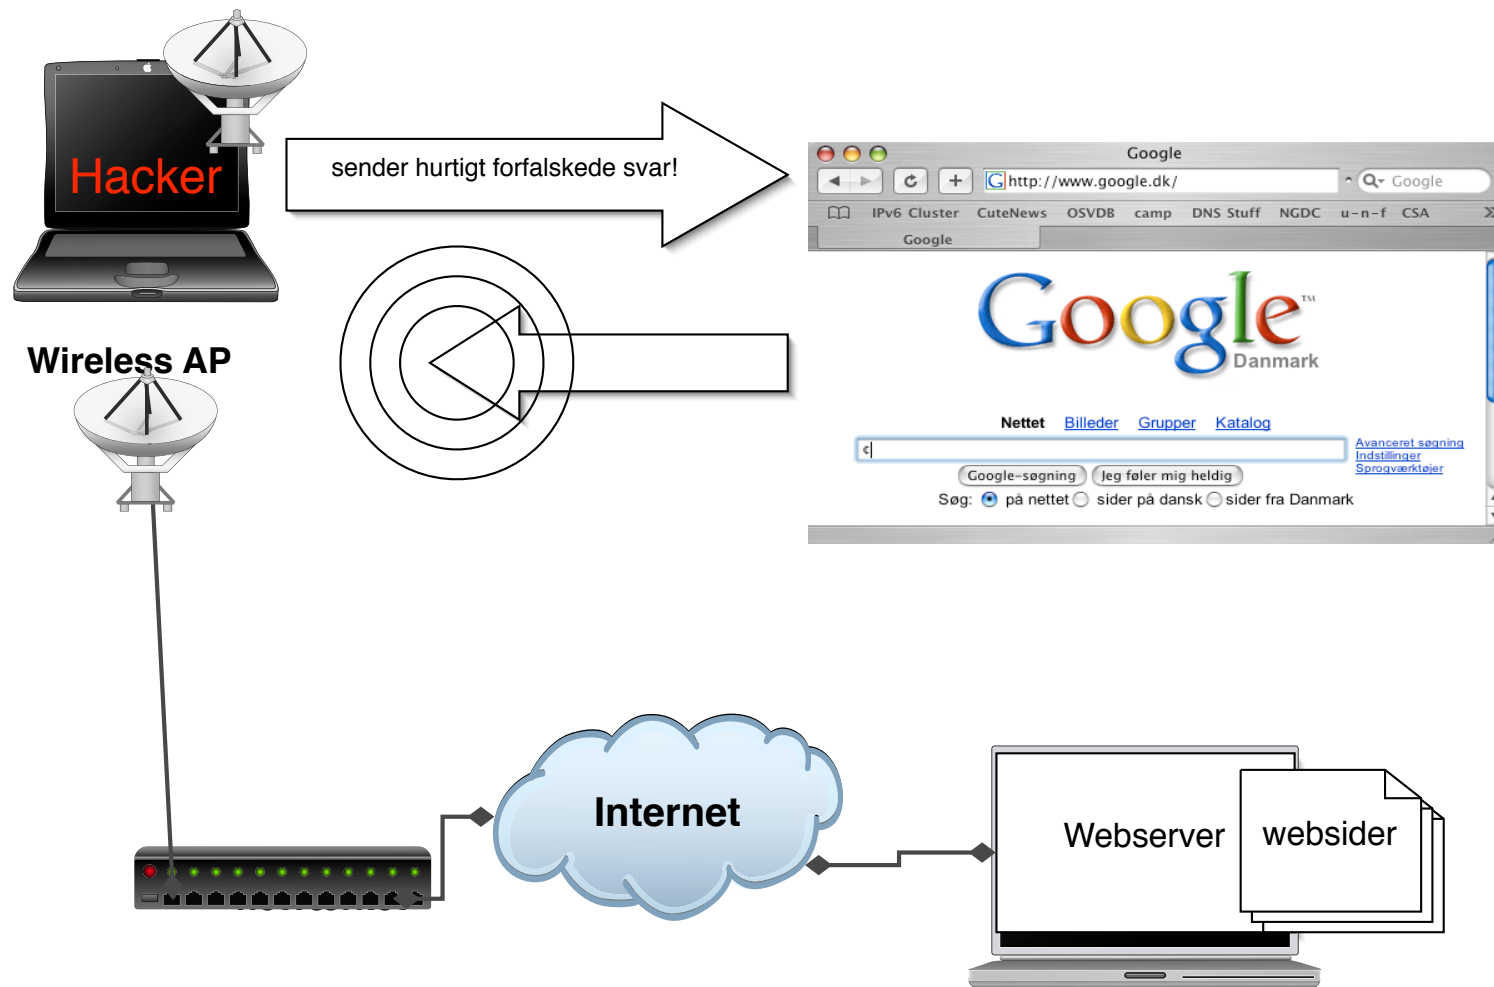 Hacker
sender hurtigt forfalskede svar!
Google
http://www.google.dk/
Google
IPv6 Cluster CuteNews OSVDB camp DNS Stuff NGDC u-n-f CSA
Google
Google™
Danmark
Wireless AP
Nettet Billeder Grupper Katalog
¢
Avanceret søgning
Indstillinger
Sprogværktøjer
Google-søgning Jeg føler mig heldig
Søg: på nettet sider på dansk sider fra Danmark
Internet
Webserver
websider